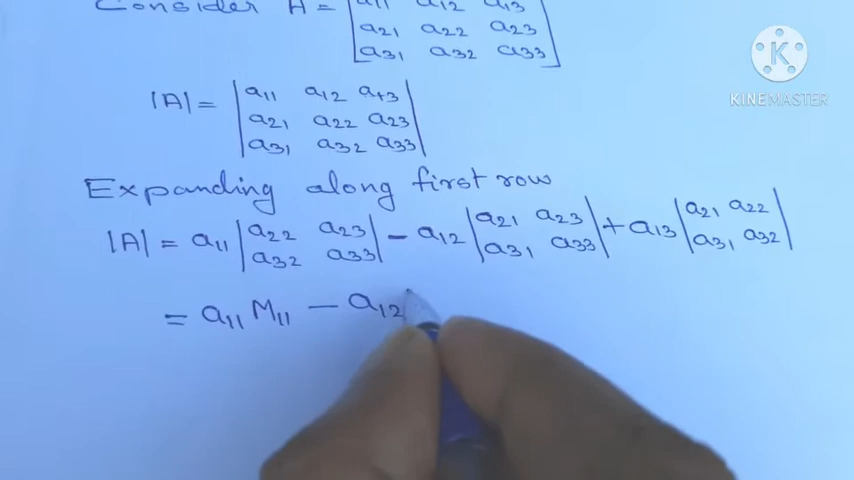 Consider A = [a11 a12 a13
a21 a22 a23
a31 a32 a33]
K
KINEMASTER
|A| = |a11 a12 a13
a21 a22 a23
a31 a32 a33|
Expanding along first row
|A| = a11 |a22 a23 a32 a33| - a12 |a21 a23 a31 a33| + a13 |a21 a22 a31 a32|
= a11 M11 - a12